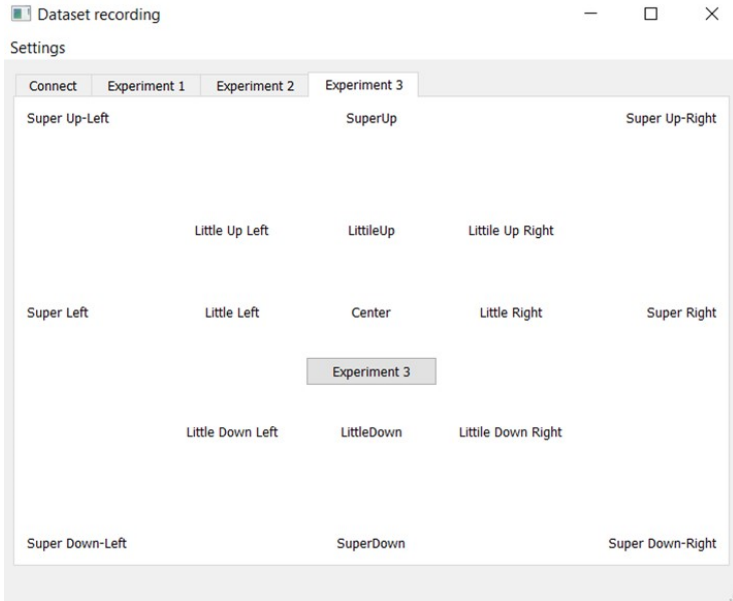 Dataset recording
Settings
Connect Experiment 1 Experiment 2 Experiment 3
Super Up-Left SuperUp Super Up-Right
Little Up Left LittileUp Littile Up Right
Super Left Little Left Center Little Right Super Right
Experiment 3
Little Down Left LittleDown Littile Down Right
Super Down-Left SuperDown Super Down-Right